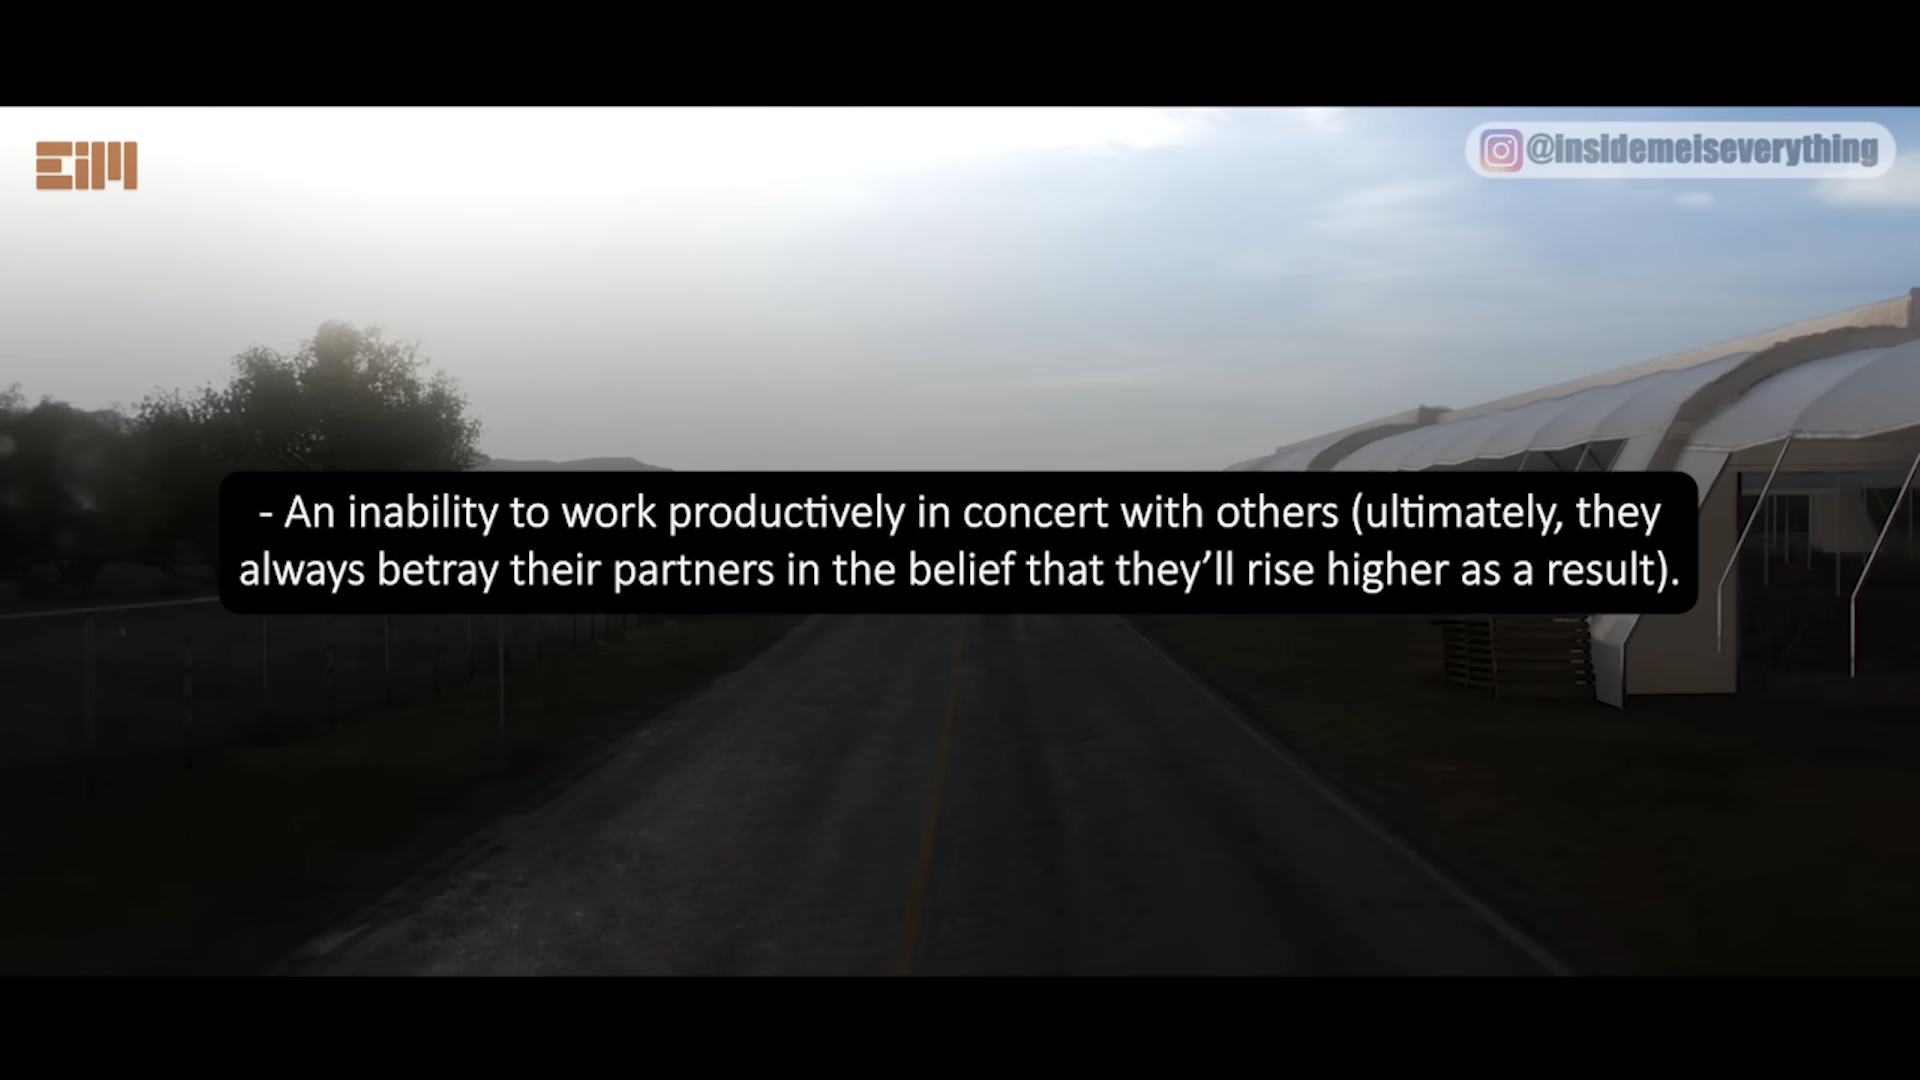 EiM
@insidemeiseverything
- An inability to work productively in concert with others (ultimately, they
always betray their partners in the belief that they’ll rise higher as a result).